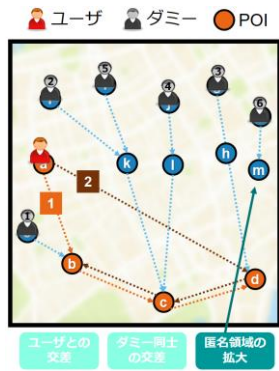 ユーザ ダミー POI
② ⑤ ④ ③ ⑥
a k l h m
1 2
①
b c d
ユーザとの 交差
ダミー同士 の交差
匿名領域の 拡大